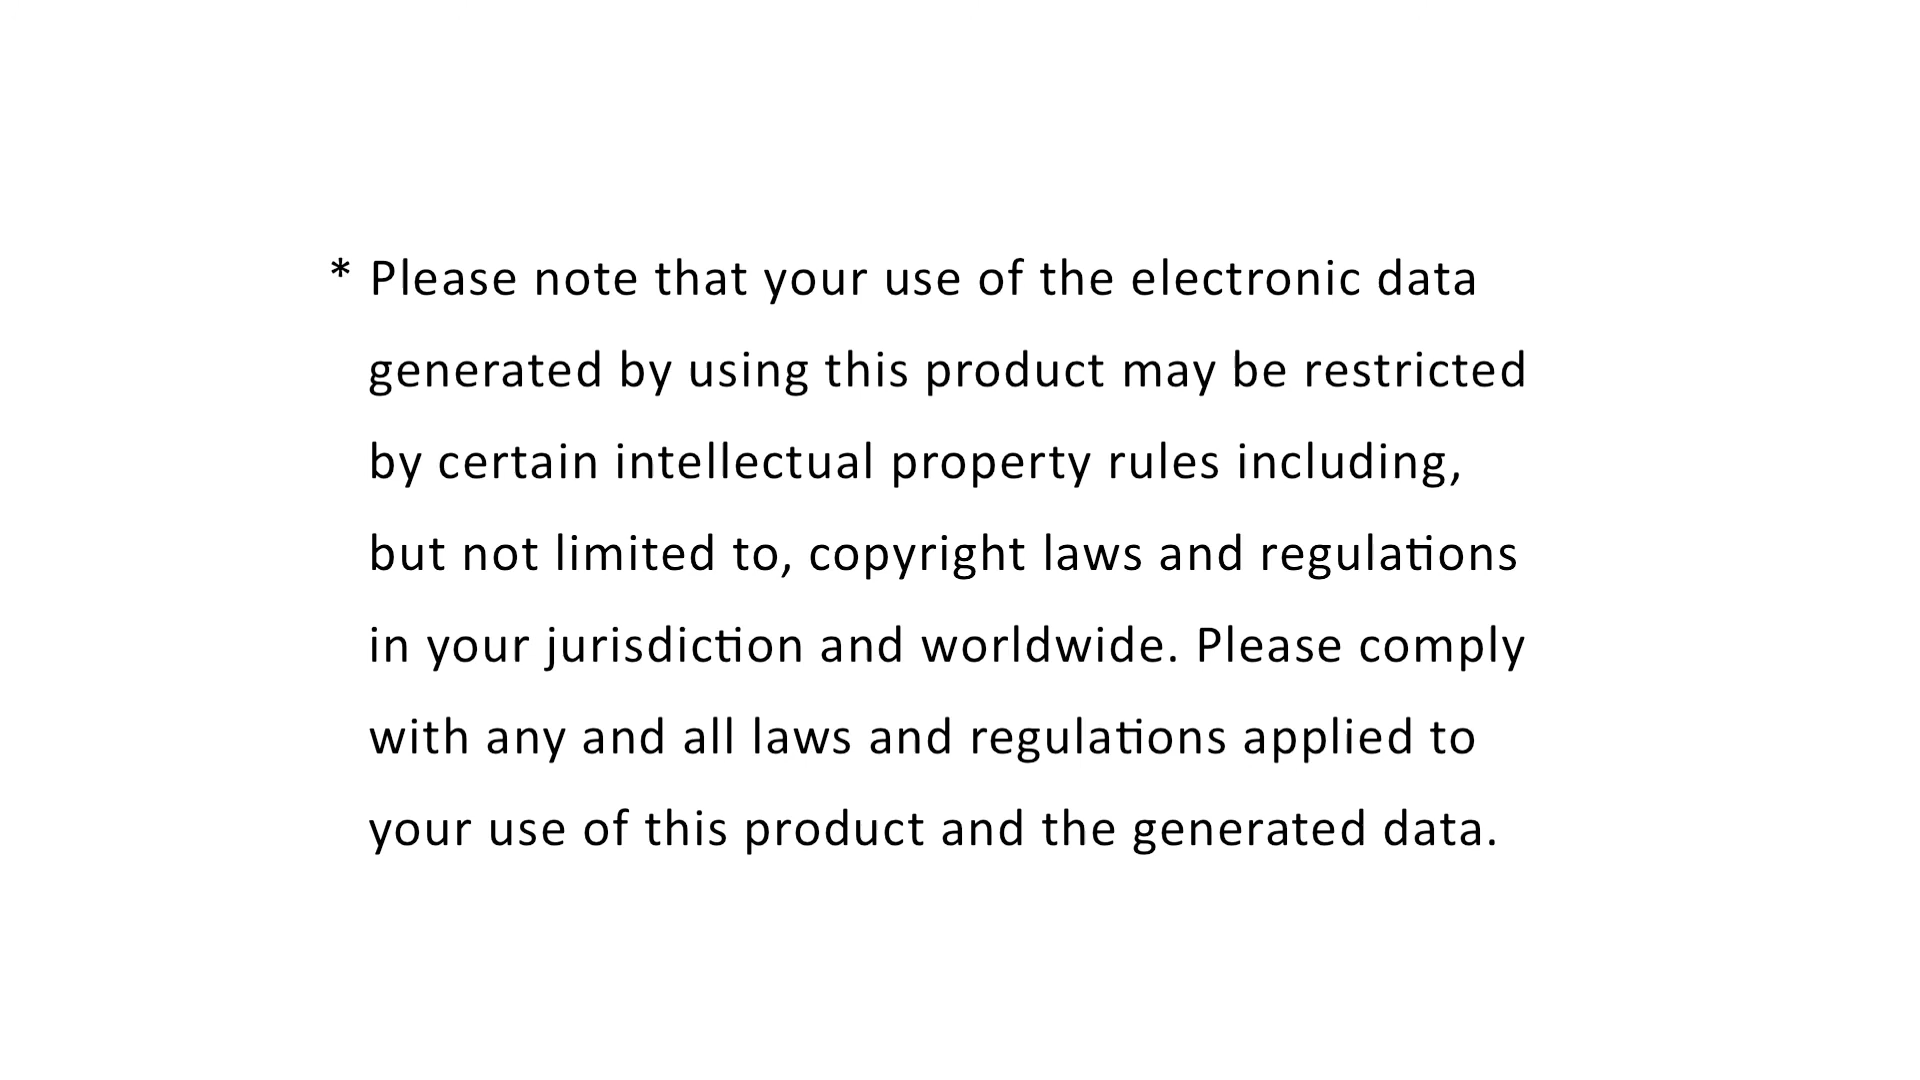 * Please note that your use of the electronic data
generated by using this product may be restricted
by certain intellectual property rules including,
but not limited to, copyright laws and regulations
in your jurisdiction and worldwide. Please comply
with any and all laws and regulations applied to
your use of this product and the generated data.